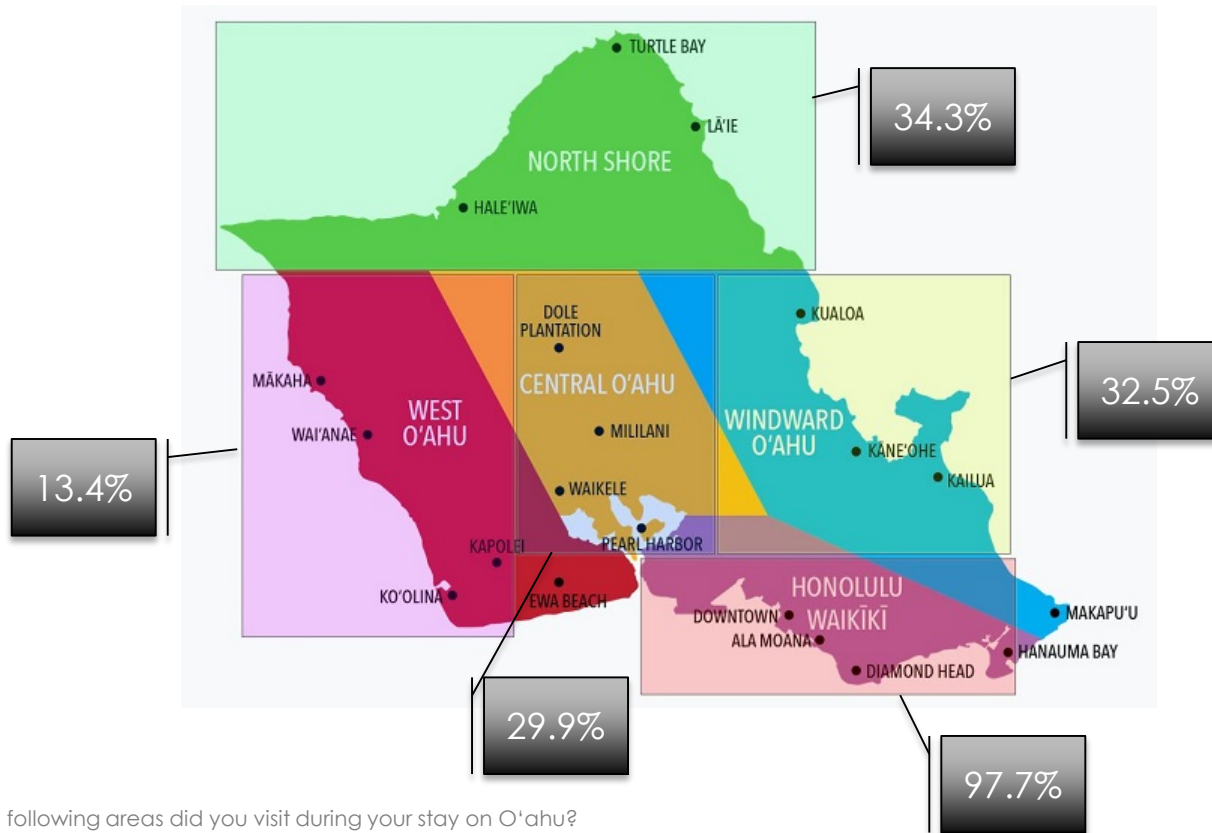 TURTLE BAY
34.3%
LĀ'IE
NORTH SHORE
HALE'IWA
KUALOA
DOLE
PLANTATION
32.5%
MĀKAHA
CENTRAL O'AHU
WEST
O'AHU
WINDWARD
O'AHU
WAI'ANAE
MILILANI
KĀNE'OHE
13.4%
KAILUA
WAIKELE
PEARL HARBOR
KAPOLEI
KO'OLINA
EWA BEACH
HONOLULU
WAIKĪKĪ
DOWNTOWN
ALA MOANA
MAKAPU'U
HANAUMA BAY
DIAMOND HEAD
29.9%
97.7%
following areas did you visit during your stay on O'ahu?